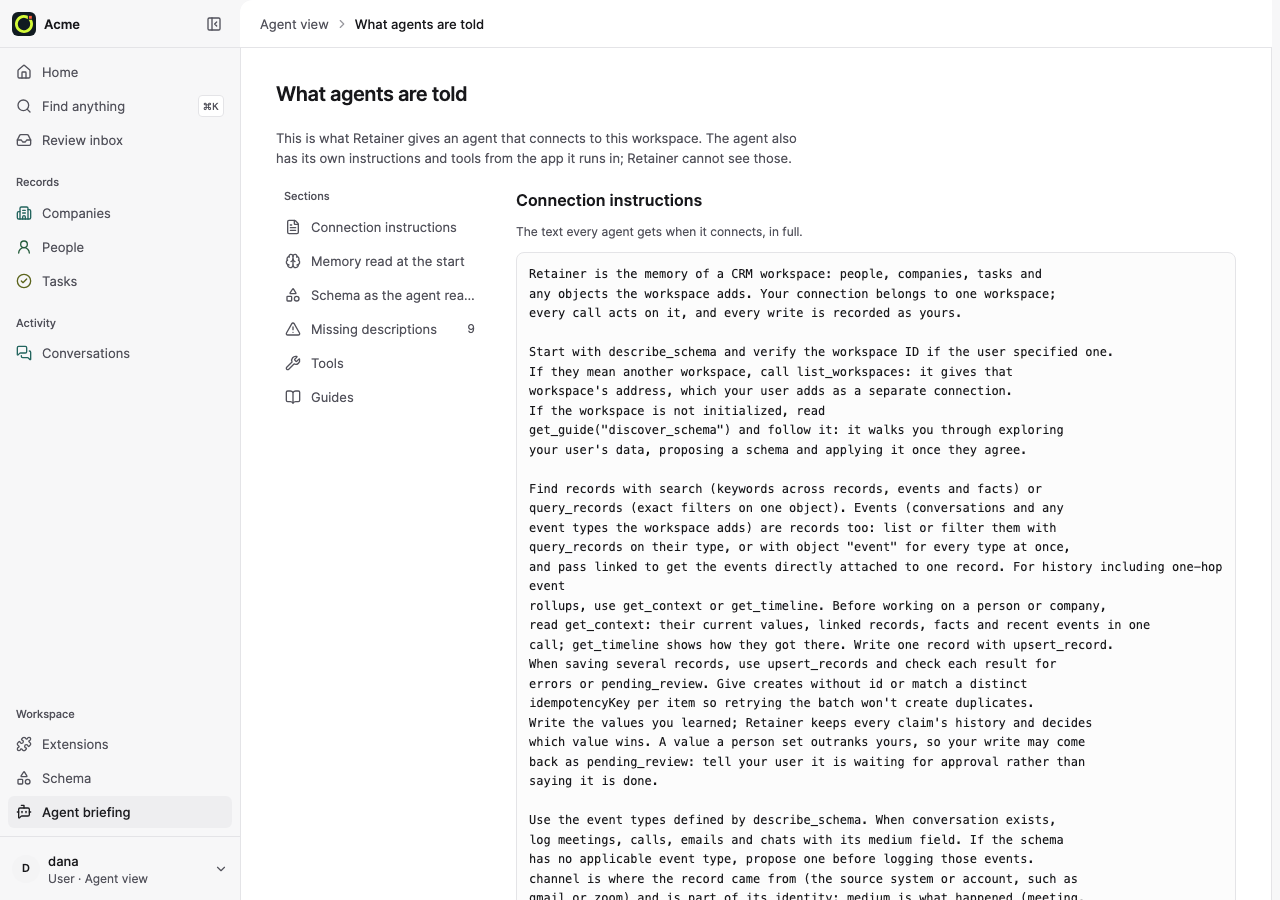 Acme
Agent view > What agents are told
Home
Find anything ⌘K
Review inbox
Records
Companies
People
Tasks
Activity
Conversations
Workspace
Extensions
Schema
Agent briefing
D
dana
User · Agent view
What agents are told
This is what Retainer gives an agent that connects to this workspace. The agent also
has its own instructions and tools from the app it runs in; Retainer cannot see those.
Sections
Connection instructions
Memory read at the start
Schema as the agent rea...
Missing descriptions 9
Tools
Guides
Connection instructions
The text every agent gets when it connects, in full.
Retainer is the memory of a CRM workspace: people, companies, tasks and
any objects the workspace adds. Your connection belongs to one workspace;
every call acts on it, and every write is recorded as yours.
Start with describe_schema and verify the workspace ID if the user specified one.
If they mean another workspace, call list_workspaces: it gives that
workspace's address, which your user adds as a separate connection.
If the workspace is not initialized, read
get_guide("discover_schema") and follow it: it walks you through exploring
your user's data, proposing a schema and applying it once they agree.
Find records with search (keywords across records, events and facts) or
query_records (exact filters on one object). Events (conversations and any
event types the workspace adds) are records too: list or filter them with
query_records on their type, or with object "event" for every type at once,
and pass linked to get the events directly attached to one record. For history including one-hop
event
rollups, use get_context or get_timeline. Before working on a person or company,
read get_context: their current values, linked records, facts and recent events in one
call; get_timeline shows how they got there. Write one record with upsert_record.
When saving several records, use upsert_records and check each result for
errors or pending_review. Give creates without id or match a distinct
idempotencyKey per item so retrying the batch won't create duplicates.
Write the values you learned; Retainer keeps every claim's history and decides
which value wins. A value a person set outranks yours, so your write may come
back as pending_review: tell your user it is waiting for approval rather than
saying it is done.
Use the event types defined by describe_schema. When conversation exists,
log meetings, calls, emails and chats with its medium field. If the schema
has no applicable event type, propose one before logging those events.
channel is where the record came from (the source system or account, such as
gmail or zoom) and is part of its identity; medium is what happened (meeting,